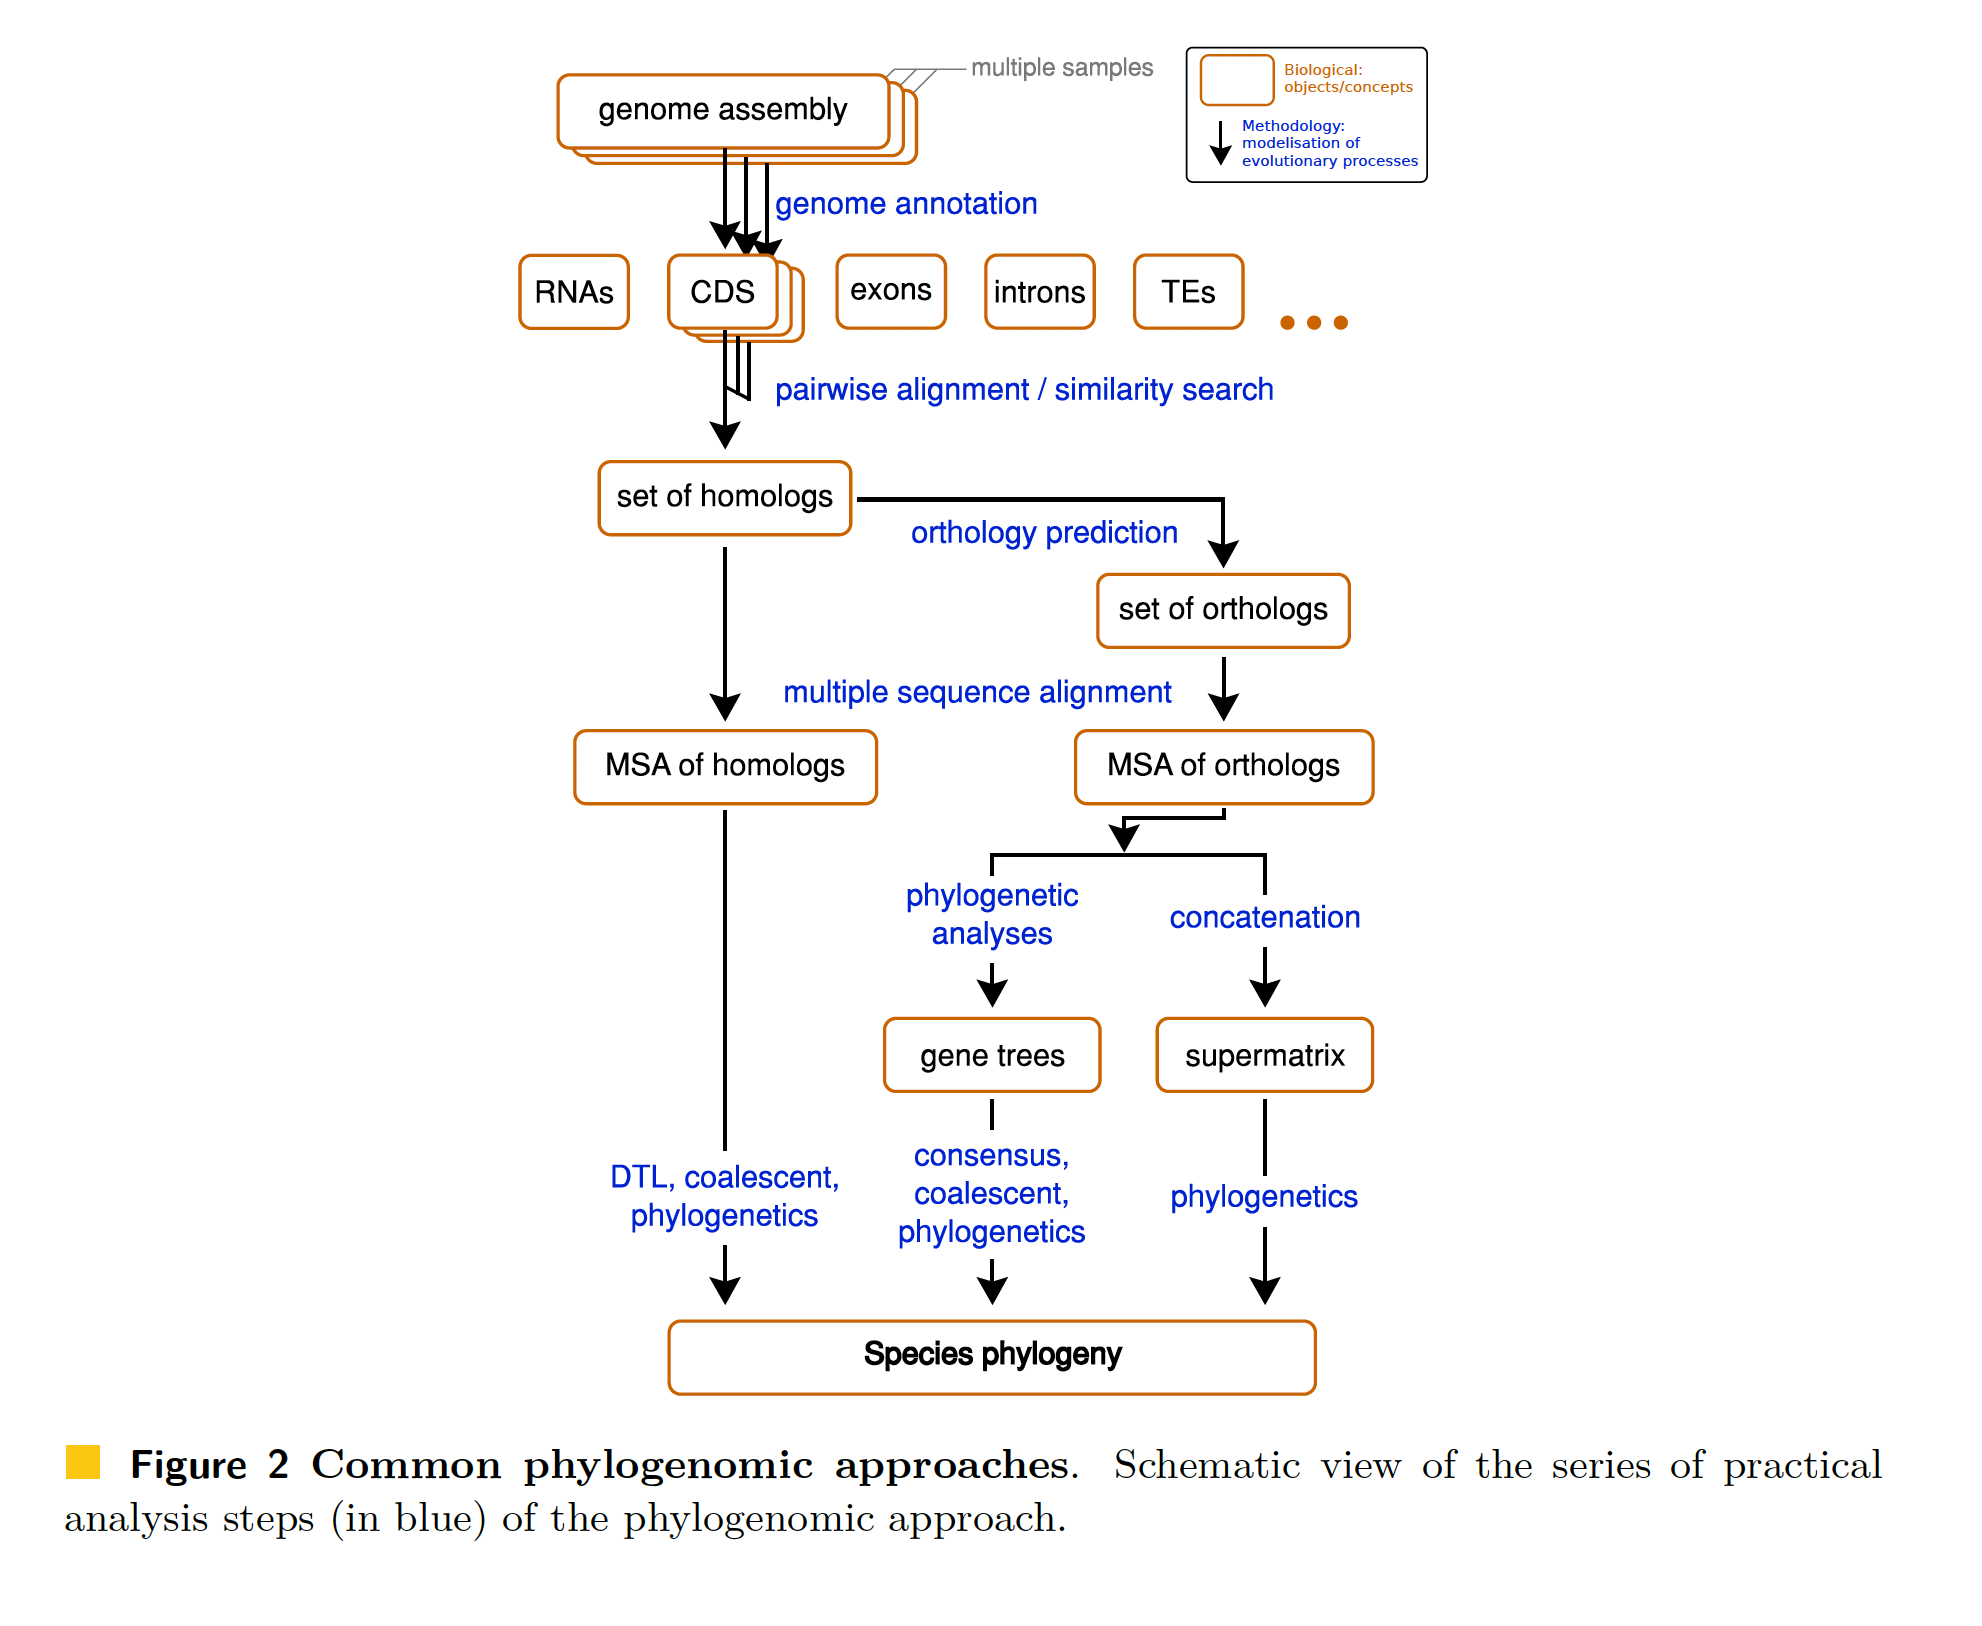 multiple samples
Biological:
objects/concepts
Methodology:
modelisation of
evolutionary processes
genome assembly
genome annotation
RNAs
CDS
exons
introns
TEs
pairwise alignment / similarity search
set of homologs
orthology prediction
set of orthologs
multiple sequence alignment
MSA of homologs
MSA of orthologs
phylogenetic
analyses
concatenation
gene trees
supermatrix
DTL, coalescent,
phylogenetics
consensus,
coalescent,
phylogenetics
phylogenetics
Species phylogeny
Figure 2 Common phylogenomic approaches. Schematic view of the series of practical
analysis steps (in blue) of the phylogenomic approach.